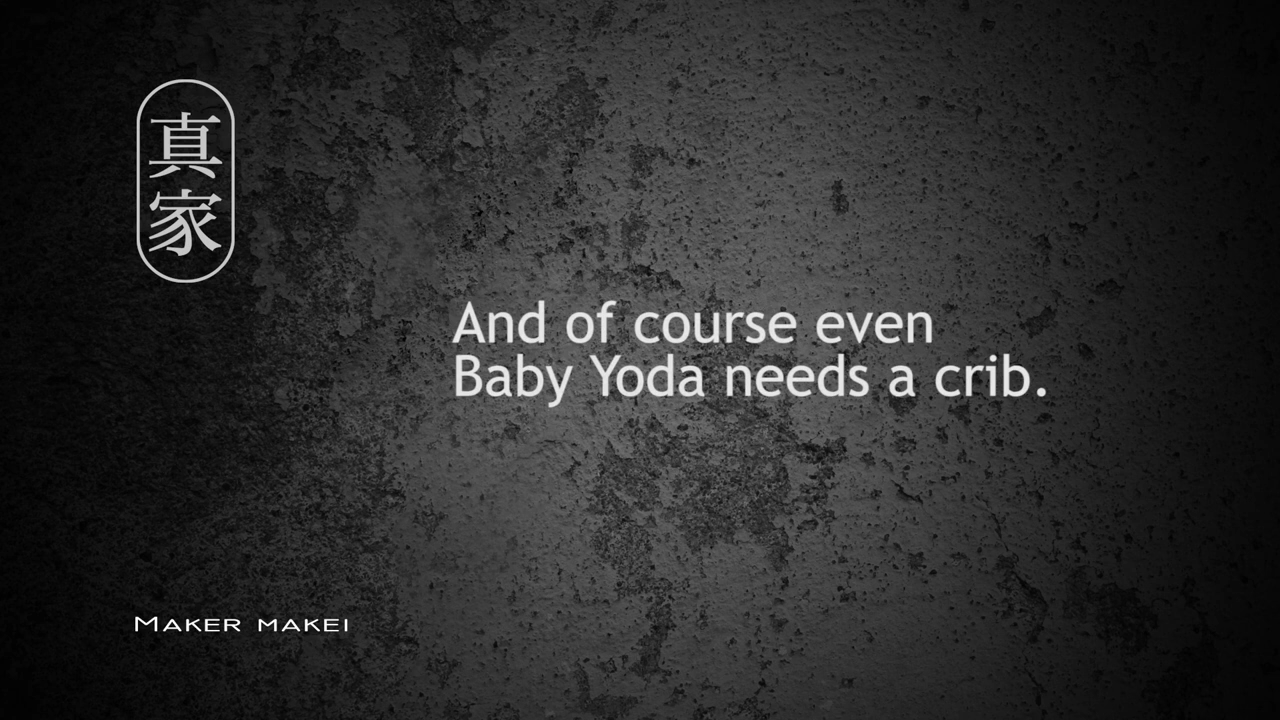 真家
And of course even
Baby Yoda needs a crib.
MAKER MAKEI